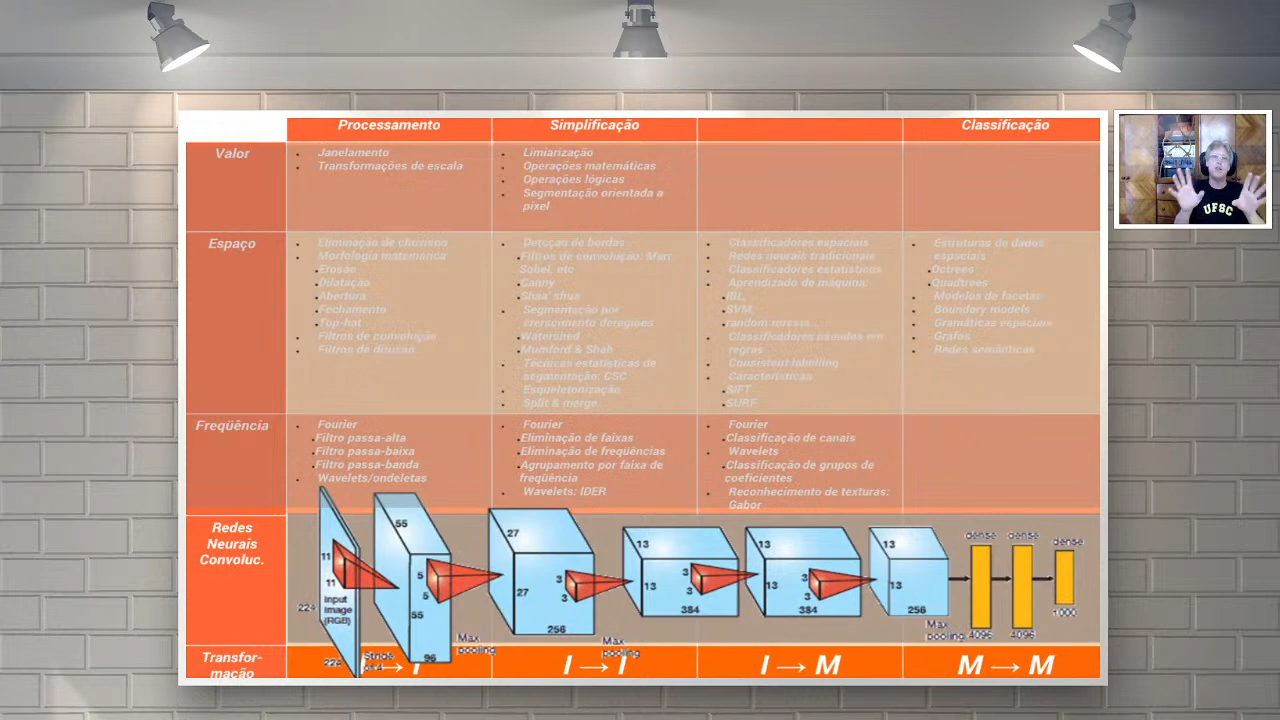 Processamento
Simplificação
Classificação
Valor
Janelamento
Transformações de escala
Limiarização
Operações matemáticas
Operações lógicas
Segmentação orientada a
pixel
Espaço
Morfologia matemática
Erosão
Dilatação
Abertura
Fechamento
Top-hat
Filtros de convolução
Filtros de difusão
Detcçao de bordas
Filtros de convolução: Marr,
Sobel, etc
Canny
Shaa' shua
Segmentação por
Watershed
Mumford & Shah
Técnicas estatísticas de
segmentação: CSC
Esqueletonização
Split & merge
Classificadores espaciais
Redes neurais tradicionais
Classificadores estatísticos
Aprendizado de máquina:
IBL,
SVM,
random forests...
Classificadores baseados em
regras
Consistent labelling
Características
SIFT
SURF
Estruturas de dados
espaciais
Octrees
Quadtrees
Modelos de facetas
Boundary models
Gramáticas espaciais
Grafos
Redes semânticas
Freqüência
Fourier
Filtro passa-alta
Filtro passa-baixa
Filtro passa-banda
Wavelets/ondeletas
Fourier
Eliminação de faixas
Eliminação de freqüências
Agrupamento por faixa de
freqüência
Wavelets: IDER
Fourier
Classificação de canais
Wavelets
Classificação de grupos de
coeficientes
Reconhecimento de texturas:
Gabor
Redes
Neurais
Convoluc.
11
11
224
224
Input
Image
(RGB)
Stride
of 4
55
5
5
55
96
Max
pooling
27
27
3
3
256
Max
pooling
13
13
3
3
384
13
13
3
3
384
13
13
256
Max
pooling
dense
4096
dense
4096
dense
1000
Transfor-
mação
I → I
I → I
I → M
M → M
UFSC